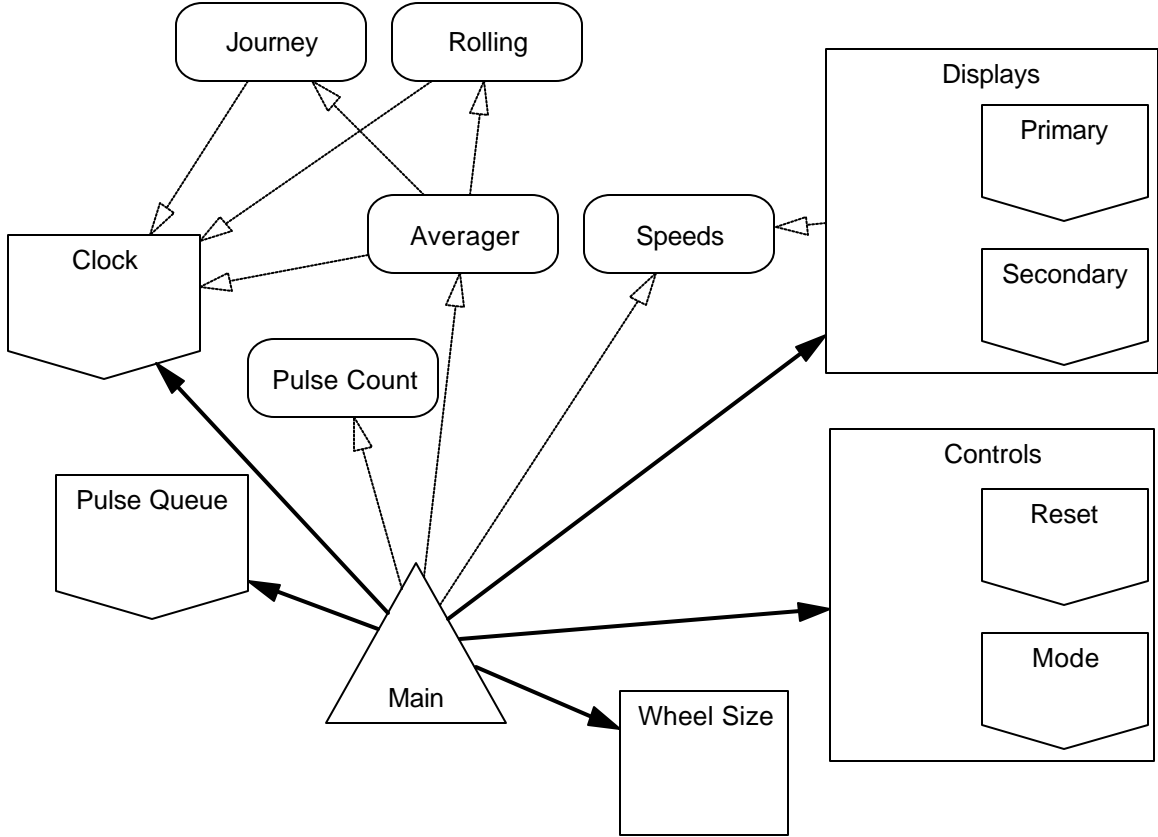 Journey
Rolling
Displays
Primary
Averager
Speeds
Clock
Secondary
Pulse Count
Controls
Pulse Queue
Reset
Mode
Main
Wheel Size